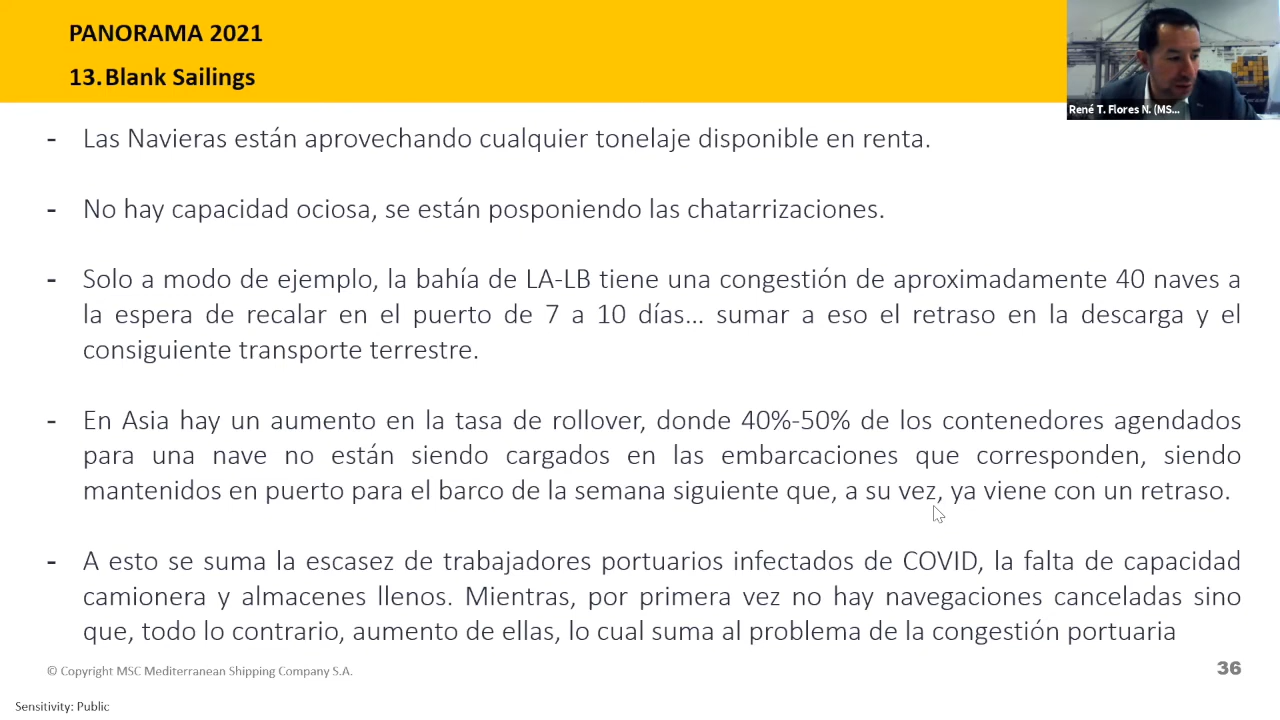 PANORAMA 2021
13. Blank Sailings
René T. Flores N. (MS...
- Las Navieras están aprovechando cualquier tonelaje disponible en renta.
- No hay capacidad ociosa, se están posponiendo las chatarrizaciones.
- Solo a modo de ejemplo, la bahía de LA-LB tiene una congestión de aproximadamente 40 naves a
la espera de recalar en el puerto de 7 a 10 días... sumar a eso el retraso en la descarga y el
consiguiente transporte terrestre.
- En Asia hay un aumento en la tasa de rollover, donde 40%-50% de los contenedores agendados
para una nave no están siendo cargados en las embarcaciones que corresponden, siendo
mantenidos en puerto para el barco de la semana siguiente que, a su vez, ya viene con un retraso.
- A esto se suma la escasez de trabajadores portuarios infectados de COVID, la falta de capacidad
camionera y almacenes llenos. Mientras, por primera vez no hay navegaciones canceladas sino
que, todo lo contrario, aumento de ellas, lo cual suma al problema de la congestión portuaria
© Copyright MSC Mediterranean Shipping Company S.A.
36
Sensitivity: Public